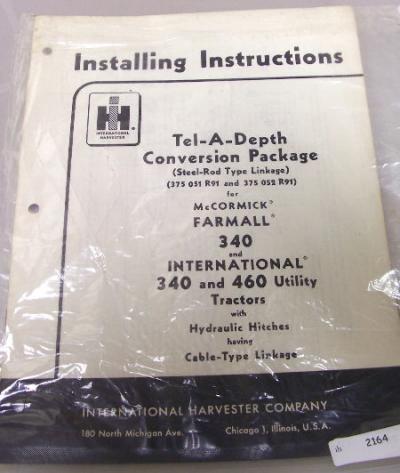 Installing Instructions
IH
INTERNATIONAL
HARVESTER
Tel-A-Depth
Conversion Package
(Steel-Rod Type Linkage)
(375 051 R91 and 375 052 R91)
for
McCORMICK®
FARMALL®
340
and
INTERNATIONAL®
340 and 460 Utility
Tractors
with
Hydraulic Hitches
having
Cable-Type Linkage
INTERNATIONAL HARVESTER COMPANY
180 North Michigan Ave. Chicago 1, Illinois, U.S.A.
2164